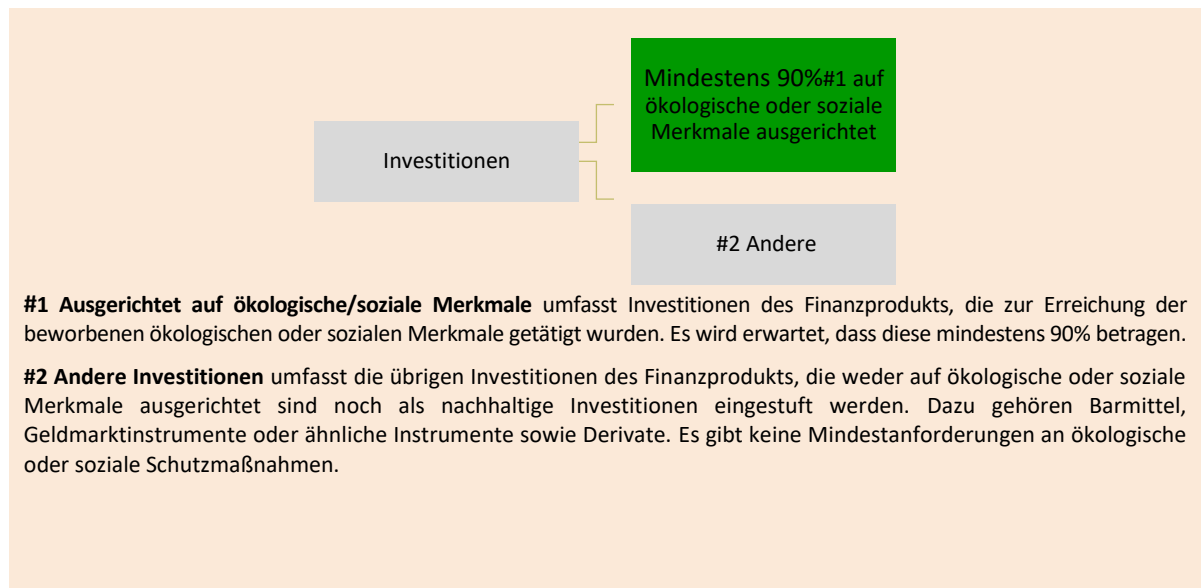 Mindestens 90%#1 auf
ökologische oder soziale
Merkmale ausgerichtet
Investitionen
#2 Andere
#1 Ausgerichtet auf ökologische/soziale Merkmale umfasst Investitionen des Finanzprodukts, die zur Erreichung der
beworbenen ökologischen oder sozialen Merkmale getätigt wurden. Es wird erwartet, dass diese mindestens 90% betragen.
#2 Andere Investitionen umfasst die übrigen Investitionen des Finanzprodukts, die weder auf ökologische oder soziale
Merkmale ausgerichtet sind noch als nachhaltige Investitionen eingestuft werden. Dazu gehören Barmittel,
Geldmarktinstrumente oder ähnliche Instrumente sowie Derivate. Es gibt keine Mindestanforderungen an ökologische
oder soziale Schutzmaßnahmen.